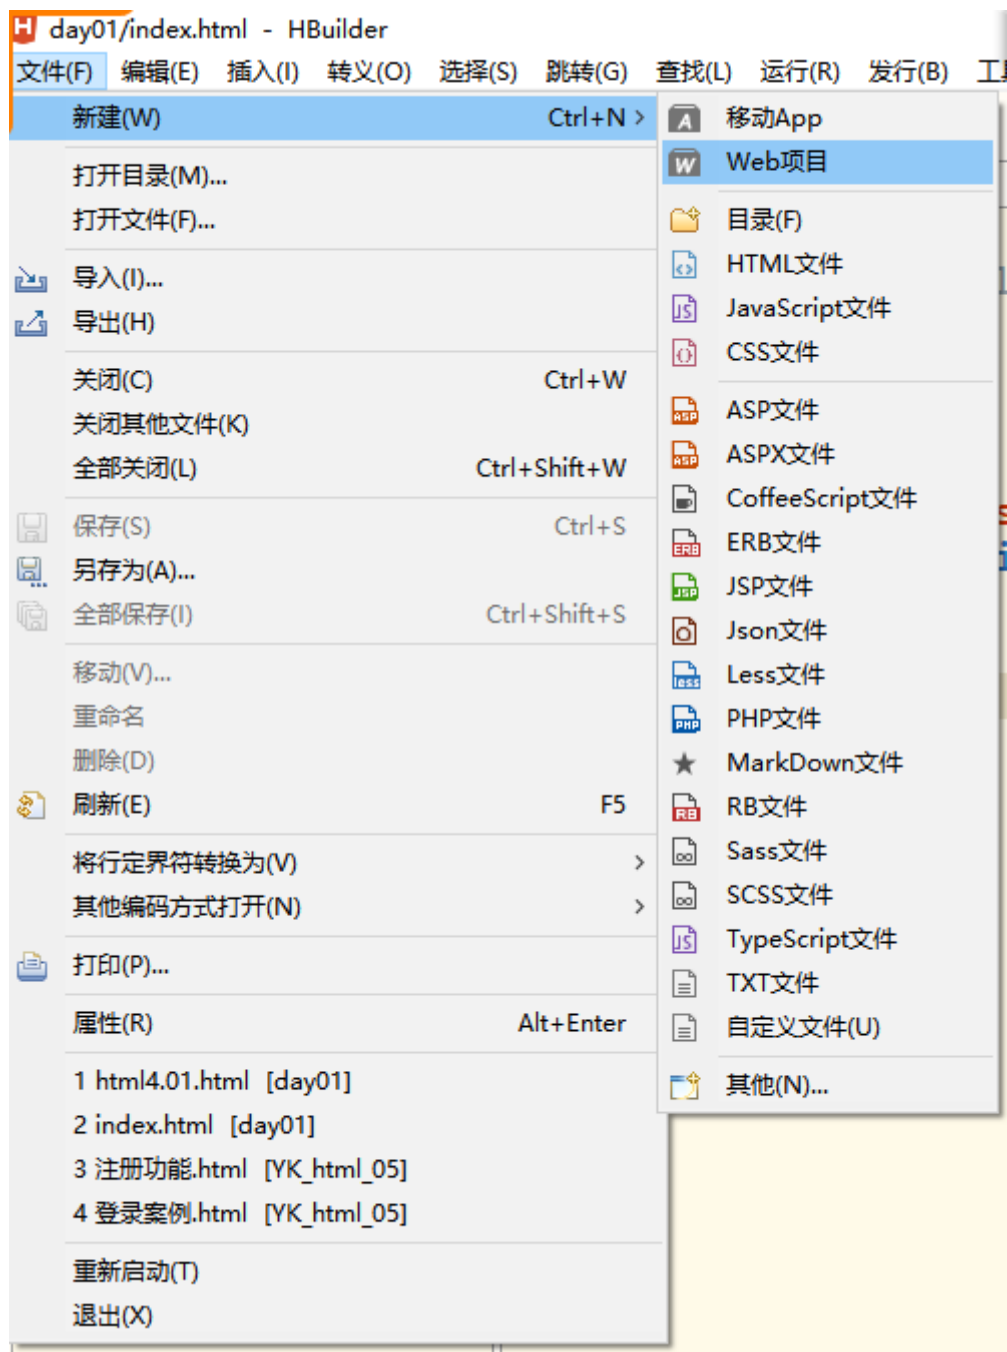 day01/index.html - HBuilder
文件(F) 编辑(E) 插入(I) 转义(O) 选择(S) 跳转(G) 查找(L) 运行(R) 发行(B)
新建(W) Ctrl+N
打开目录(M)...
打开文件(F)...
导入(I)...
导出(H)
关闭(C) Ctrl+W
关闭其他文件(K)
全部关闭(L) Ctrl+Shift+W
保存(S) Ctrl+S
另存为(A)...
全部保存(I) Ctrl+Shift+S
移动(V)...
重命名
删除(D)
刷新(E) F5
将行定界符转换为(V)
其他编码方式打开(N)
打印(P)...
属性(R) Alt+Enter
1 html4.01.html [day01]
2 index.html [day01]
3 注册功能.html [YK_html_05]
4 登录案例.html [YK_html_05]
重新启动(T)
退出(X)
移动App
Web项目
目录(F)
HTML文件
JavaScript文件
CSS文件
ASP文件
ASPX文件
CoffeeScript文件
ERB文件
JSP文件
Json文件
Less文件
PHP文件
MarkDown文件
RB文件
Sass文件
SCSS文件
TypeScript文件
TXT文件
自定义文件(U)
其他(N)...